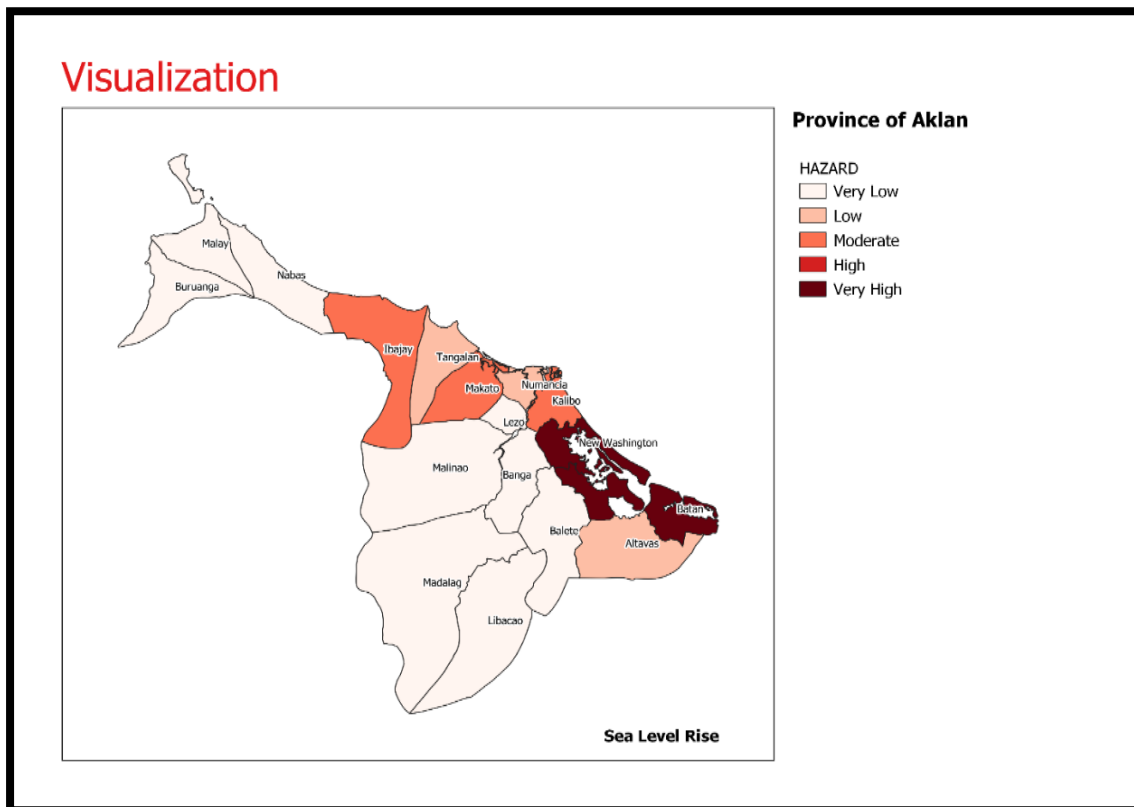 Visualization
Province of Aklan
HAZARD
Very Low
Low
Moderate
High
Very High
Malay
Nabas
Buruanga
Ibajay
Tangalan
Makato
Numancia
Kalibo
Lezo
New Washington
Malinao
Banga
Batan
Balete
Altavas
Madalag
Libacao
Sea Level Rise